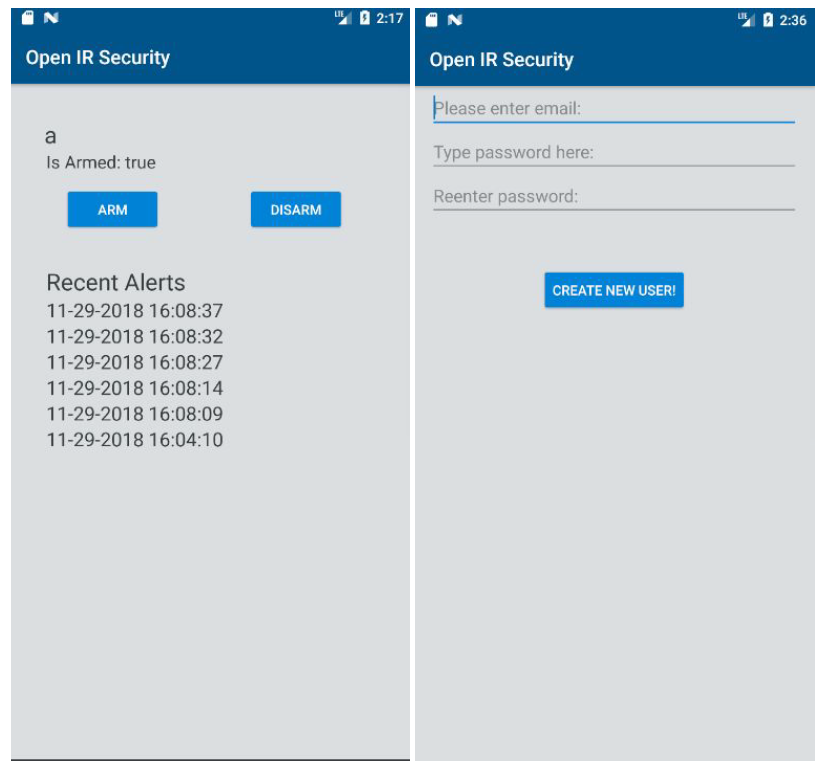 LTE 2:17
Open IR Security
a
Is Armed: true
ARM DISARM
Recent Alerts
11-29-2018 16:08:37
11-29-2018 16:08:32
11-29-2018 16:08:27
11-29-2018 16:08:14
11-29-2018 16:08:09
11-29-2018 16:04:10
LTE 2:36
Open IR Security
Please enter email:
Type password here:
Reenter password:
CREATE NEW USER!